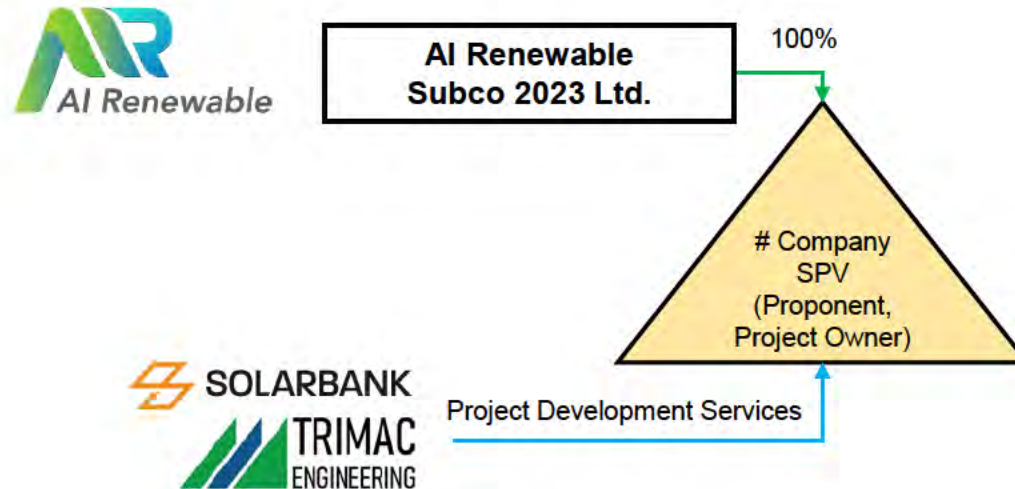 AI Renewable
AI Renewable
Subco 2023 Ltd.
100%
# Company
SPV
(Proponent,
Project Owner)
SOLARBANK
TRIMAC
ENGINEERING
Project Development Services